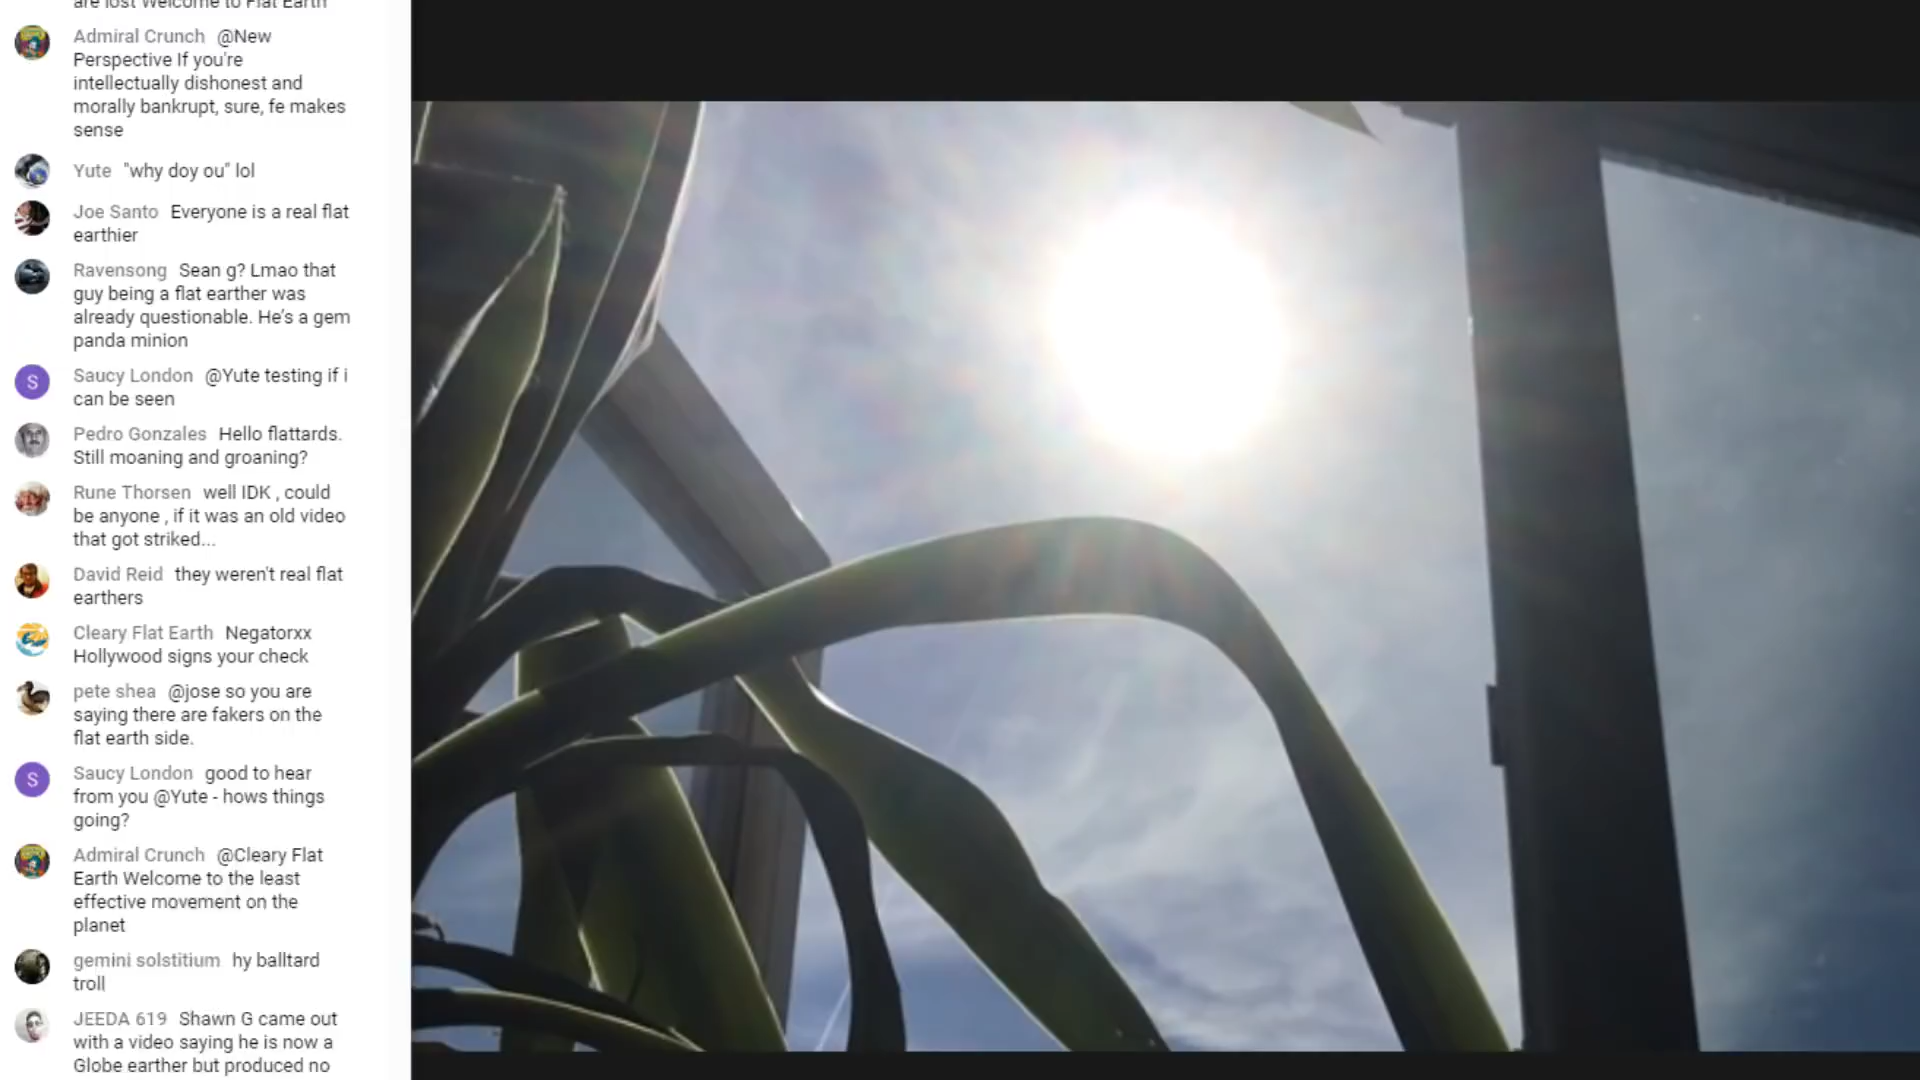 are lost Welcome to Flat Earth
Admiral Crunch @New
Perspective If you're
intellectually dishonest and
morally bankrupt, sure, fe makes
sense
Yute "why doy ou" lol
Joe Santo Everyone is a real flat
earthier
Ravensong Sean g? Lmao that
guy being a flat earther was
already questionable. He's a gem
panda minion
S
Saucy London @Yute testing if i
can be seen
Pedro Gonzales Hello flattards.
Still moaning and groaning?
Rune Thorsen well IDK , could
be anyone , if it was an old video
that got striked...
David Reid they weren't real flat
earthers
Cleary Flat Earth Negatorxx
Hollywood signs your check
pete shea @jose so you are
saying there are fakers on the
flat earth side.
S
Saucy London good to hear
from you @Yute - hows things
going?
Admiral Crunch @Cleary Flat
Earth Welcome to the least
effective movement on the
planet
gemini solstitium hy balltard
troll
JEEDA 619 Shawn G came out
with a video saying he is now a
Globe earther but produced no